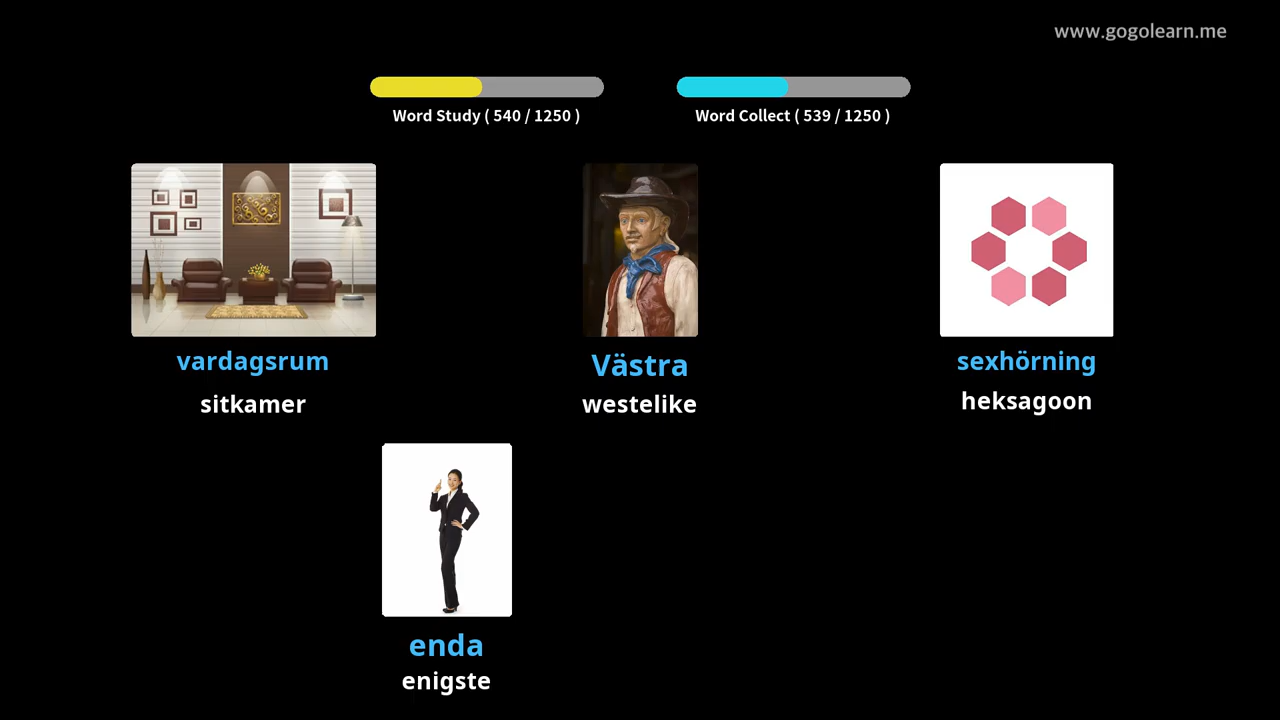 www.gogolearn.me
Word Study ( 540 / 1250 )
Word Collect ( 539 / 1250 )
vardagsrum
sitkamer
Västra
westelike
sexhörning
heksagoon
enda
enigste